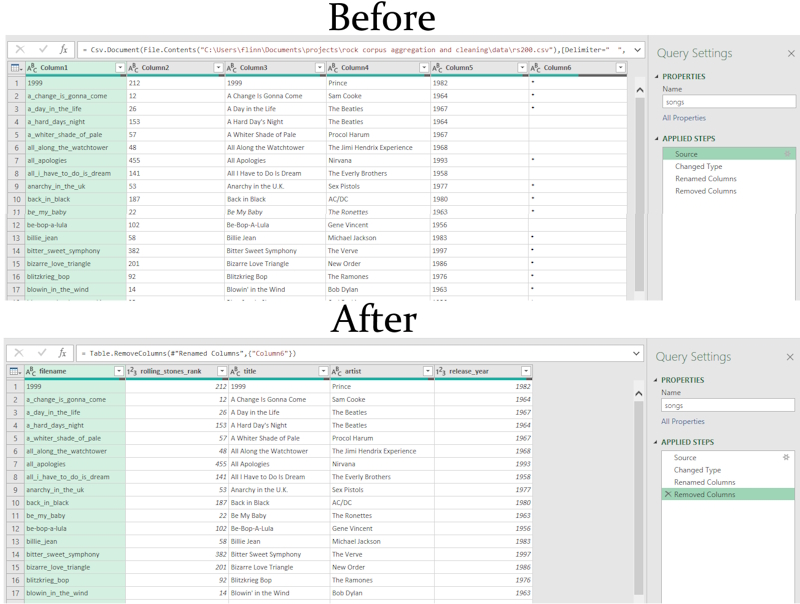 Before
= Csv.Document(File.Contents("C:\Users\flinn\Documents\projects\rock corpus aggregation and cleaning\data\rs200.csv"),[Delimiter=" ",
Query Settings
Column1 Column2 Column3 Column4 Column5 Column6
PROPERTIES
Name
songs
All Properties
APPLIED STEPS
Source
Changed Type
Renamed Columns
Removed Columns
1 1999 212 1999 Prince 1982
2 a_change_is_gonna_come 12 A Change Is Gonna Come Sam Cooke 1964 *
3 a_day_in_the_life 26 A Day in the Life The Beatles 1967 *
4 a_hard_days_night 153 A Hard Day's Night The Beatles 1964
5 a_whiter_shade_of_pale 57 A Whiter Shade of Pale Procol Harum 1967
6 all_along_the_watchtower 48 All Along the Watchtower The Jimi Hendrix Experience 1968
7 all_apologies 455 All Apologies Nirvana 1993 *
8 all_i_have_to_do_is_dream 141 All I Have to Do Is Dream The Everly Brothers 1958
9 anarchy_in_the_uk 53 Anarchy in the U.K. Sex Pistols 1977 *
10 back_in_black 187 Back in Black AC/DC 1980 *
11 be_my_baby 22 Be My Baby The Ronettes 1963 *
12 be-bop-a-lula 102 Be-Bop-A-Lula Gene Vincent 1956
13 billie_jean 58 Billie Jean Michael Jackson 1983 *
14 bitter_sweet_symphony 382 Bitter Sweet Symphony The Verve 1997 *
15 bizarre_love_triangle 201 Bizarre Love Triangle New Order 1986 *
16 blitzkrieg_bop 92 Blitzkrieg Bop The Ramones 1976 *
17 blowin_in_the_wind 14 Blowin' in the Wind Bob Dylan 1963 *
After
= Table.RemoveColumns(#"Renamed Columns",{"Column6"})
Query Settings
filename rolling_stones_rank title artist release_year
PROPERTIES
Name
songs
All Properties
APPLIED STEPS
Source
Changed Type
Renamed Columns
Removed Columns
1 1999 212 1999 Prince 1982
2 a_change_is_gonna_come 12 A Change Is Gonna Come Sam Cooke 1964
3 a_day_in_the_life 26 A Day in the Life The Beatles 1967
4 a_hard_days_night 153 A Hard Day's Night The Beatles 1964
5 a_whiter_shade_of_pale 57 A Whiter Shade of Pale Procol Harum 1967
6 all_along_the_watchtower 48 All Along the Watchtower The Jimi Hendrix Experience 1968
7 all_apologies 455 All Apologies Nirvana 1993
8 all_i_have_to_do_is_dream 141 All I Have to Do Is Dream The Everly Brothers 1958
9 anarchy_in_the_uk 53 Anarchy in the U.K. Sex Pistols 1977
10 back_in_black 187 Back in Black AC/DC 1980
11 be_my_baby 22 Be My Baby The Ronettes 1963
12 be-bop-a-lula 102 Be-Bop-A-Lula Gene Vincent 1956
13 billie_jean 58 Billie Jean Michael Jackson 1983
14 bitter_sweet_symphony 382 Bitter Sweet Symphony The Verve 1997
15 bizarre_love_triangle 201 Bizarre Love Triangle New Order 1986
16 blitzkrieg_bop 92 Blitzkrieg Bop The Ramones 1976
17 blowin_in_the_wind 14 Blowin' in the Wind Bob Dylan 1963